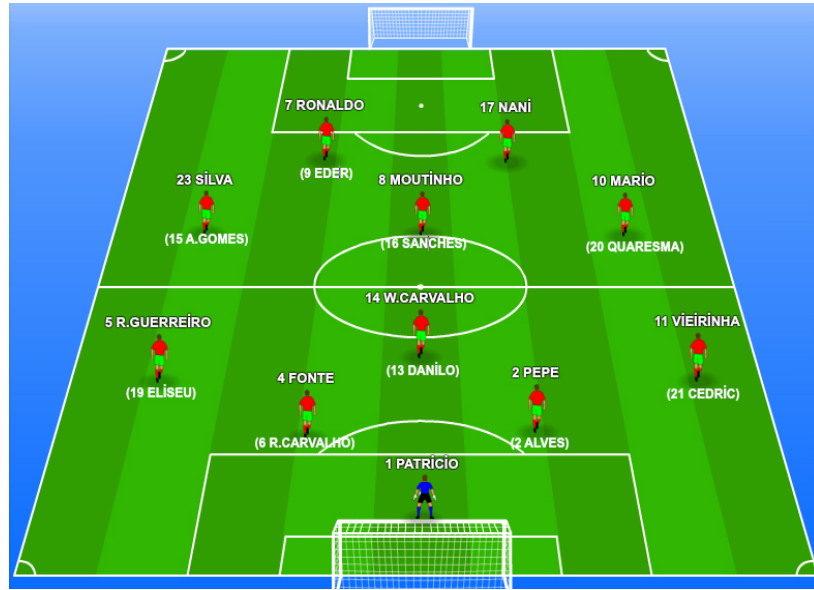 7 RONALDO
17 NANİ
(9 EDER)
23 SİLVA
8 MOUTİNHO
10 MARİO
(15 A.GOMES)
(16 SANCHES)
(20 QUARESMA)
14 W.CARVALHO
5 R.GUERREİRO
11 VİEİRİNHA
(13 DANİLO)
4 FONTE
2 PEPE
(19 ELİSEU)
(21 CEDRİC)
(6 R.CARVALHO)
(2 ALVES)
1 PATRİCİO